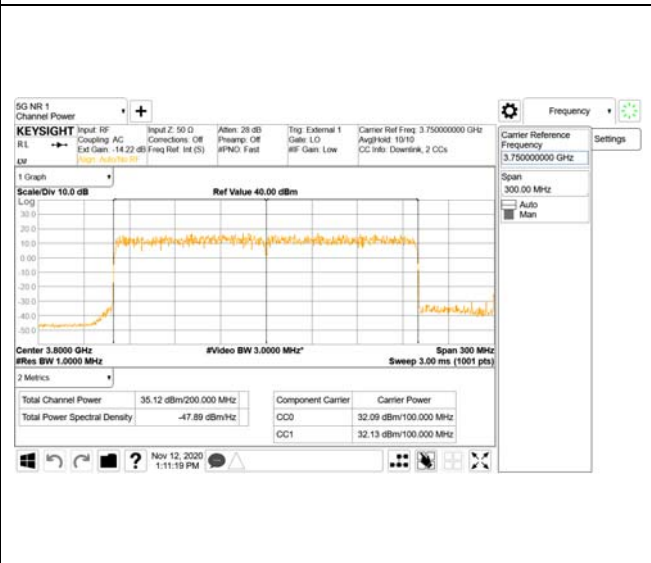 5G NR 1
Channel Power
Frequency
KEYSIGHT Input: RF Input Z: 50 Ω Atten: 28 dB Trig: External 1 Carrier Ref Freq: 3.750000000 GHz
RL Coupling: AC Corrections: Off Preamp: Off Gate: LO Avg|Hold: 10/10
Ext Gain: -14.22 dB Freq Ref: Int (S) #PNO: Fast #IF Gain: Low CC Info: Downlink, 2 CCs
Align: Auto/No RF
Carrier Reference
Frequency
3.750000000 GHz
Settings
Span
300.00 MHz
Auto
Man
1 Graph
Scale/Div 10.0 dB Ref Value 40.00 dBm
Log
30.0
20.0
10.0
0.00
-10.0
-20.0
-30.0
-40.0
-50.0
Center 3.8000 GHz #Video BW 3.0000 MHz* Span 300 MHz
#Res BW 1.0000 MHz Sweep 3.00 ms (1001 pts)
2 Metrics
Total Channel Power 35.12 dBm/200.000 MHz
Total Power Spectral Density -47.89 dBm/Hz
Component Carrier Carrier Power
CC0 32.09 dBm/100.000 MHz
CC1 32.13 dBm/100.000 MHz
Nov 12, 2020
1:11:19 PM